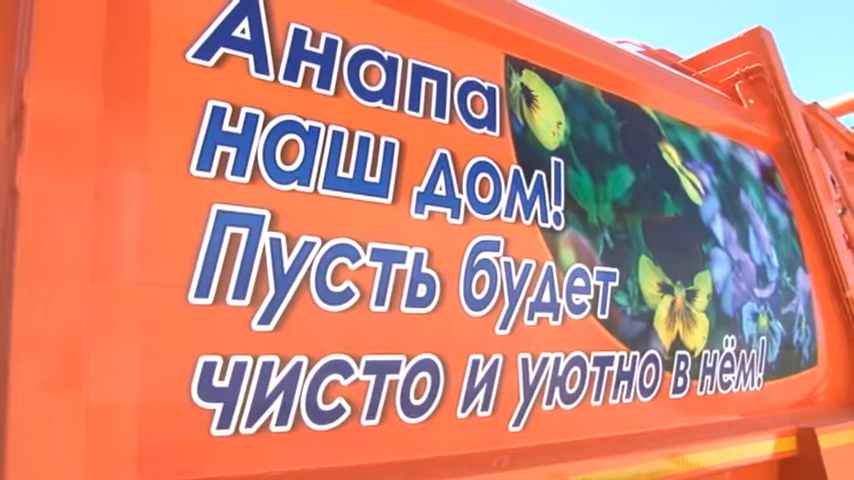 Анапа
наш дом!
Пусть будет
чисто и уютно в нём!